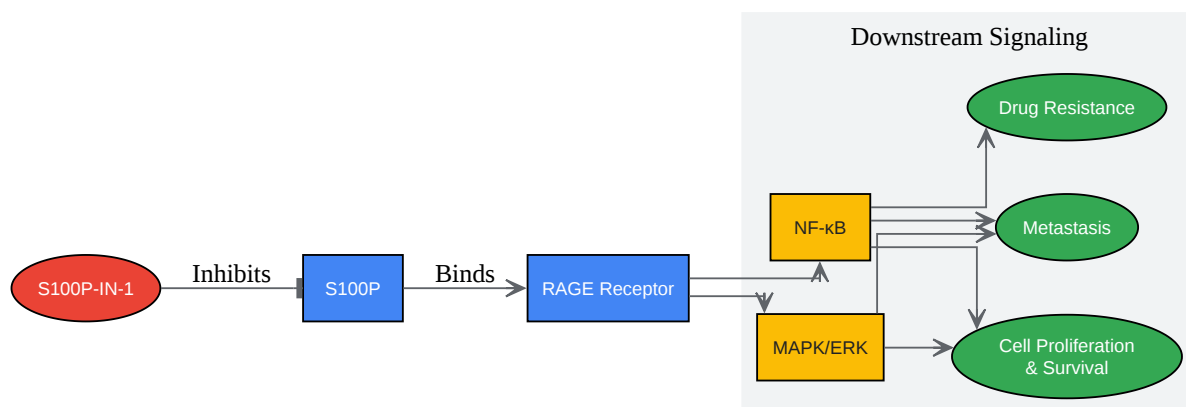 Downstream Signaling
Drug Resistance
NF-κB
Metastasis
S100P-IN-1
Inhibits
S100P
Binds
RAGE Receptor
MAPK/ERK
Cell Proliferation
& Survival